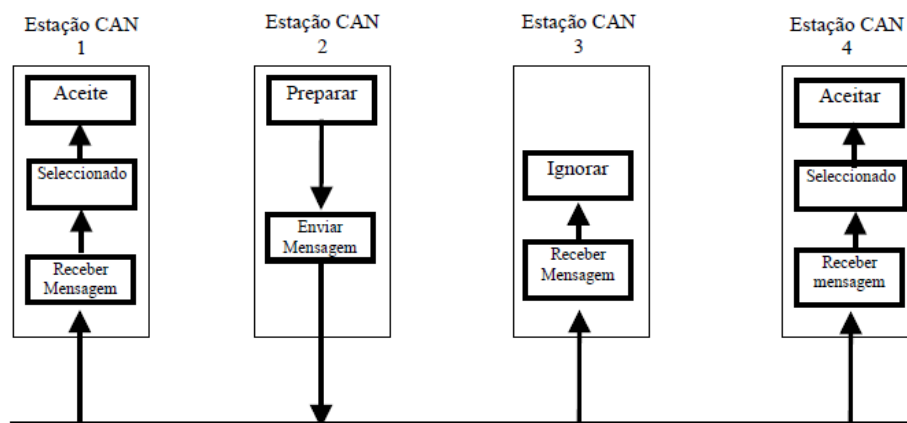 Estação CAN
1
Aceite
Seleccionado
Receber
Mensagem
Estação CAN
2
Preparar
Enviar
Mensagem
Estação CAN
3
Ignorar
Receber
Mensagem
Estação CAN
4
Aceitar
Seleccionado
Receber
mensagem